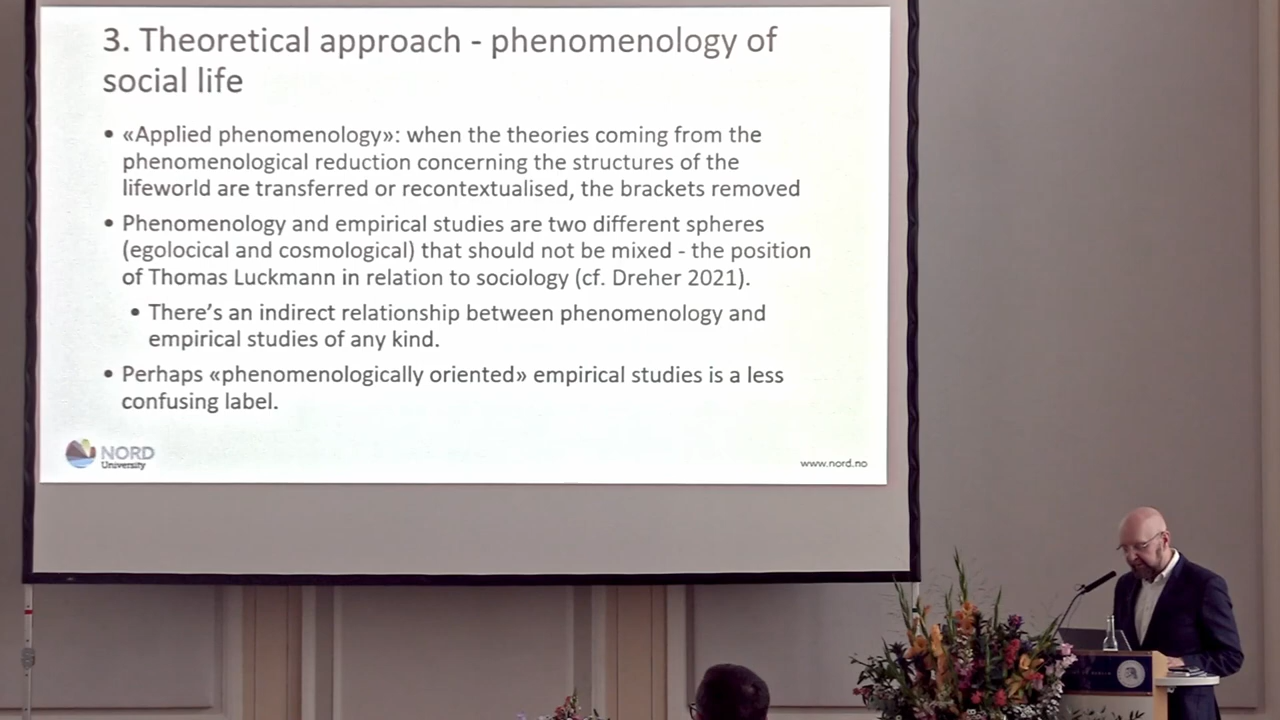 3. Theoretical approach - phenomenology of
social life
• «Applied phenomenology»: when the theories coming from the
phenomenological reduction concerning the structures of the
lifeworld are transferred or recontextualised, the brackets removed
• Phenomenology and empirical studies are two different spheres
(egolocical and cosmological) that should not be mixed - the position
of Thomas Luckmann in relation to sociology (cf. Dreher 2021).
• There's an indirect relationship between phenomenology and
empirical studies of any kind.
• Perhaps «phenomenologically oriented» empirical studies is a less
confusing label.
NORD
University
www.nord.no